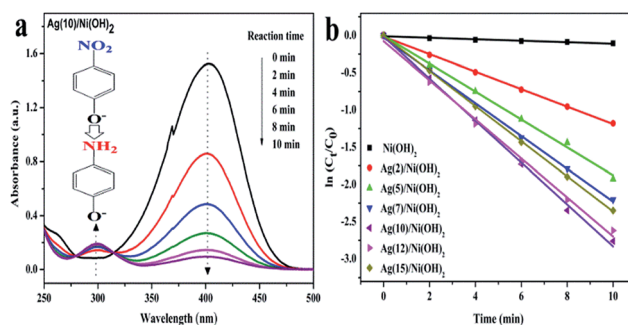 a
Ag(10)/Ni(OH)2
NO2
O-
NH2
O-
Reaction time
0 min
2 min
4 min
6 min
8 min
10 min
Absorbance (a.u.)
1.6
1.2
0.8
0.4
0.0
250 300 350 400 450 500
Wavelength (nm)
b
ln (Ct/C0)
0.0
-0.5
-1.0
-1.5
-2.0
-2.5
-3.0
Ni(OH)2
Ag(2)/Ni(OH)2
Ag(5)/Ni(OH)2
Ag(7)/Ni(OH)2
Ag(10)/Ni(OH)2
Ag(12)/Ni(OH)2
Ag(15)/Ni(OH)2
0 2 4 6 8 10
Time (min)